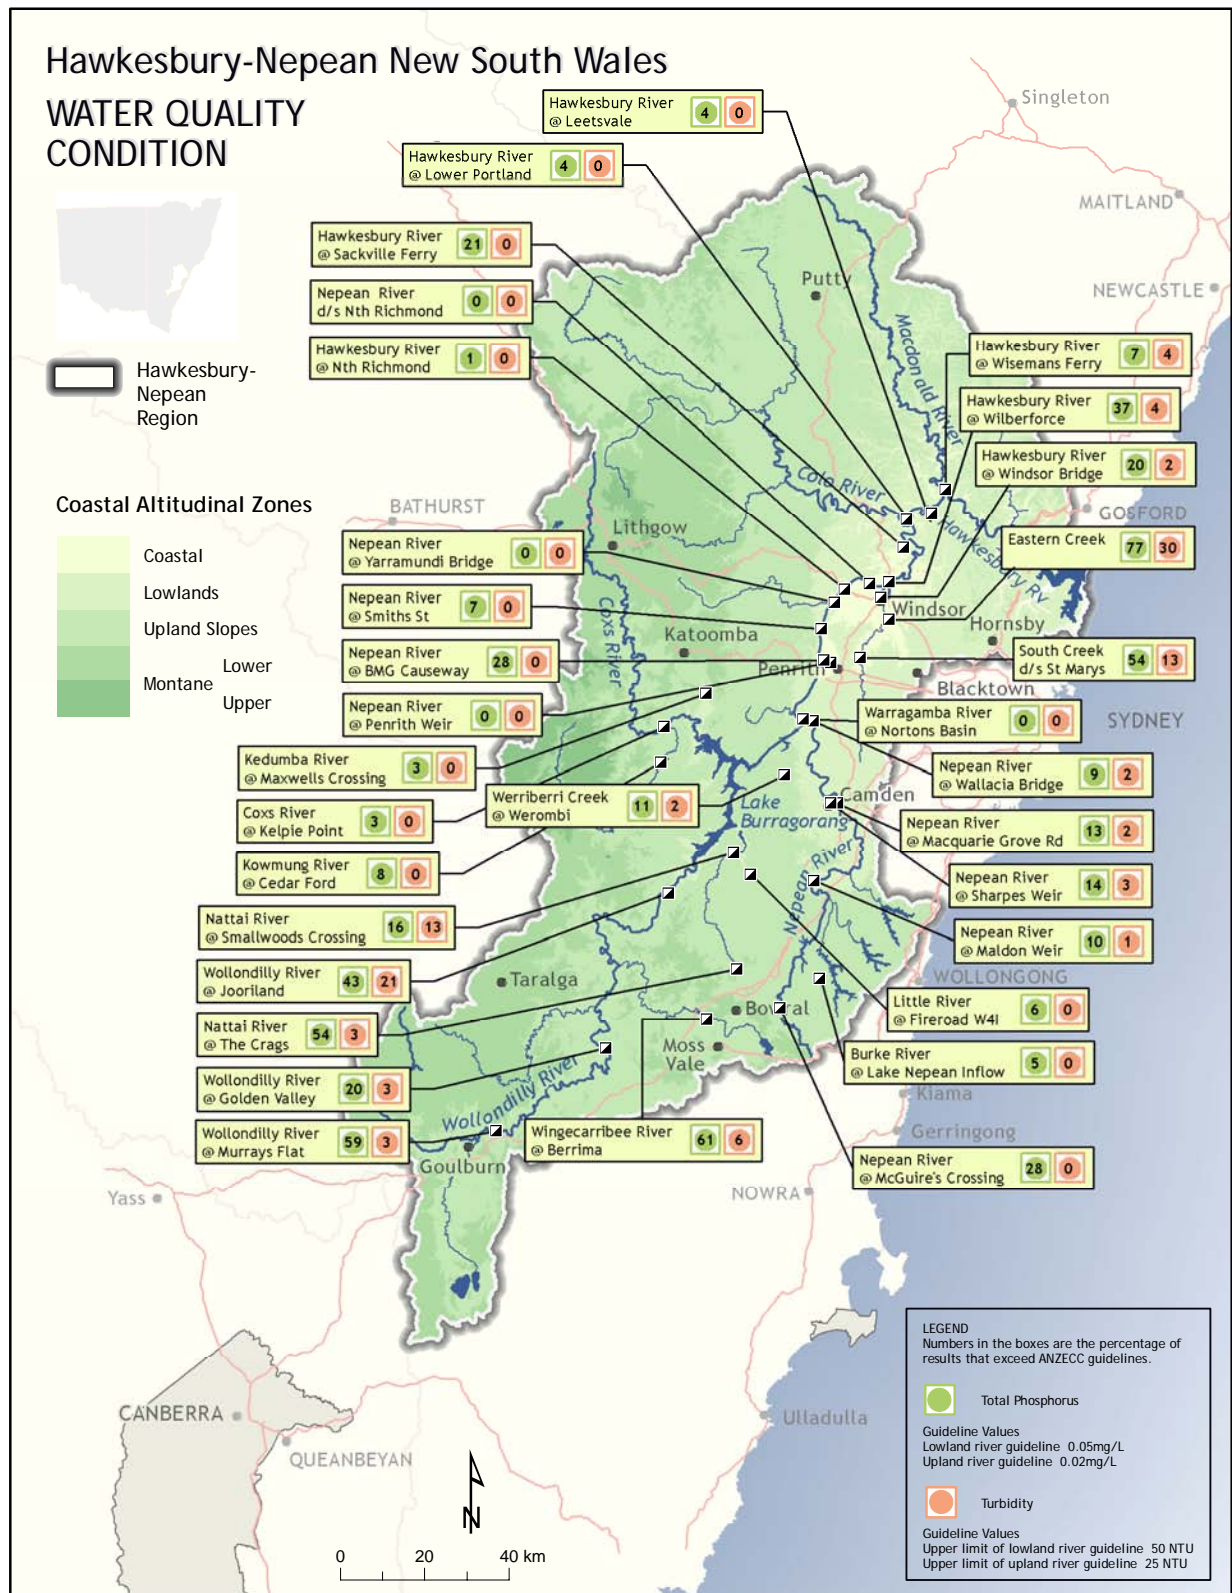 Hawkesbury-Nepean New South Wales
WATER QUALITY
CONDITION
Hawkesbury-
Nepean
Region
Coastal Altitudinal Zones
Coastal
Lowlands
Upland Slopes
Lower
Montane
Upper
Hawkesbury River
@ Leetsvale
4 0
Hawkesbury River
@ Lower Portland
4 0
Hawkesbury River
@ Sackville Ferry
21 0
Nepean River
d/s Nth Richmond
0 0
Hawkesbury River
@ Nth Richmond
1 0
Hawkesbury River
@ Wisemans Ferry
7 4
Hawkesbury River
@ Wilberforce
37 4
Hawkesbury River
@ Windsor Bridge
20 2
Eastern Creek
77 30
South Creek
d/s St Marys
54 13
Nepean River
@ Yarramundi Bridge
0 0
Nepean River
@ Smiths St
7 0
Nepean River
@ BMG Causeway
28 0
Nepean River
@ Penrith Weir
0 0
Kedumba River
@ Maxwells Crossing
3 0
Coxs River
@ Kelpie Point
3 0
Werriberri Creek
@ Werombi
11 2
Kowmung River
@ Cedar Ford
8 0
Nattai River
@ Smallwoods Crossing
16 13
Wollondilly River
@ Jooriland
43 21
Nattai River
@ The Crags
54 3
Wollondilly River
@ Golden Valley
20 3
Wollondilly River
@ Murrays Flat
59 3
Wingecarribee River
@ Berrima
61 6
Warragamba River
@ Nortons Basin
0 0
Nepean River
@ Wallacia Bridge
9 2
Nepean River
@ Macquarie Grove Rd
13 2
Nepean River
@ Sharpes Weir
14 3
Nepean River
@ Maldon Weir
10 1
Little River
@ Fireroad W4I
6 0
Burke River
@ Lake Nepean Inflow
5 0
Nepean River
@ McGuire's Crossing
28 0
Singleton
MAITLAND
NEWCASTLE
Putty
Macdonald River
Colo River
Hawkesbury Rv
BATHURST
Lithgow
GOSFORD
Windsor
Hornsby
Katoomba
Coxs River
Penrith
Blacktown
SYDNEY
Camden
Lake
Burragorang
Nepean River
WOLLONGONG
Taralga
Bowral
Moss
Vale
Kiama
Gerringong
Wollondilly River
Goulburn
Yass
NOWRA
CANBERRA
QUEANBEYAN
Ulladulla
N
0 20 40 km
LEGEND
Numbers in the boxes are the percentage of
results that exceed ANZECC guidelines.
Total Phosphorus
Guideline Values
Lowland river guideline 0.05mg/L
Upland river guideline 0.02mg/L
Turbidity
Guideline Values
Upper limit of lowland river guideline 50 NTU
Upper limit of upland river guideline 25 NTU